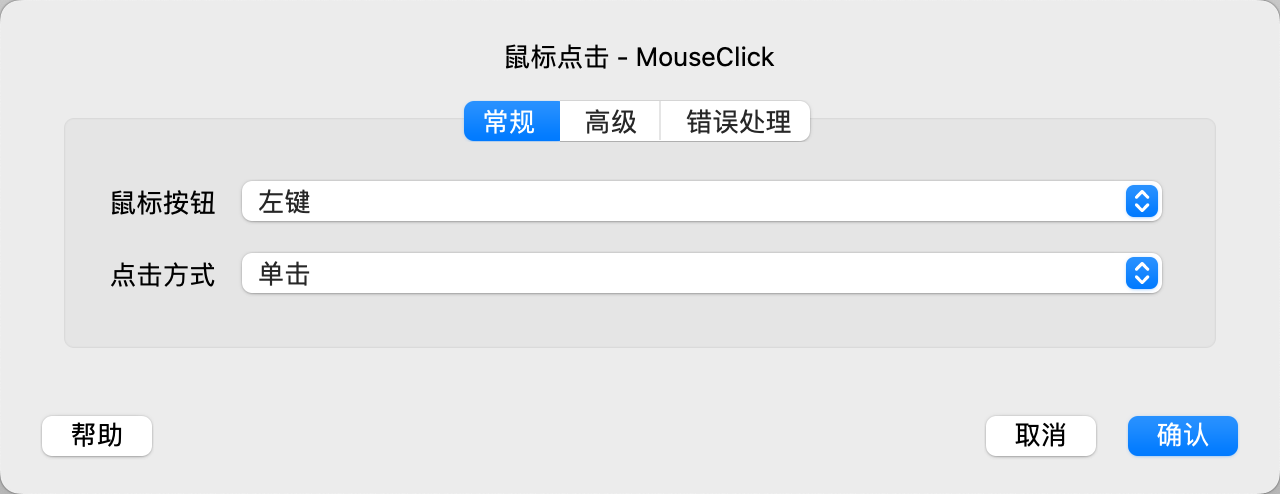 鼠标点击 - MouseClick
常规 高级 错误处理
鼠标按钮 左键
点击方式 单击
帮助 取消 确认